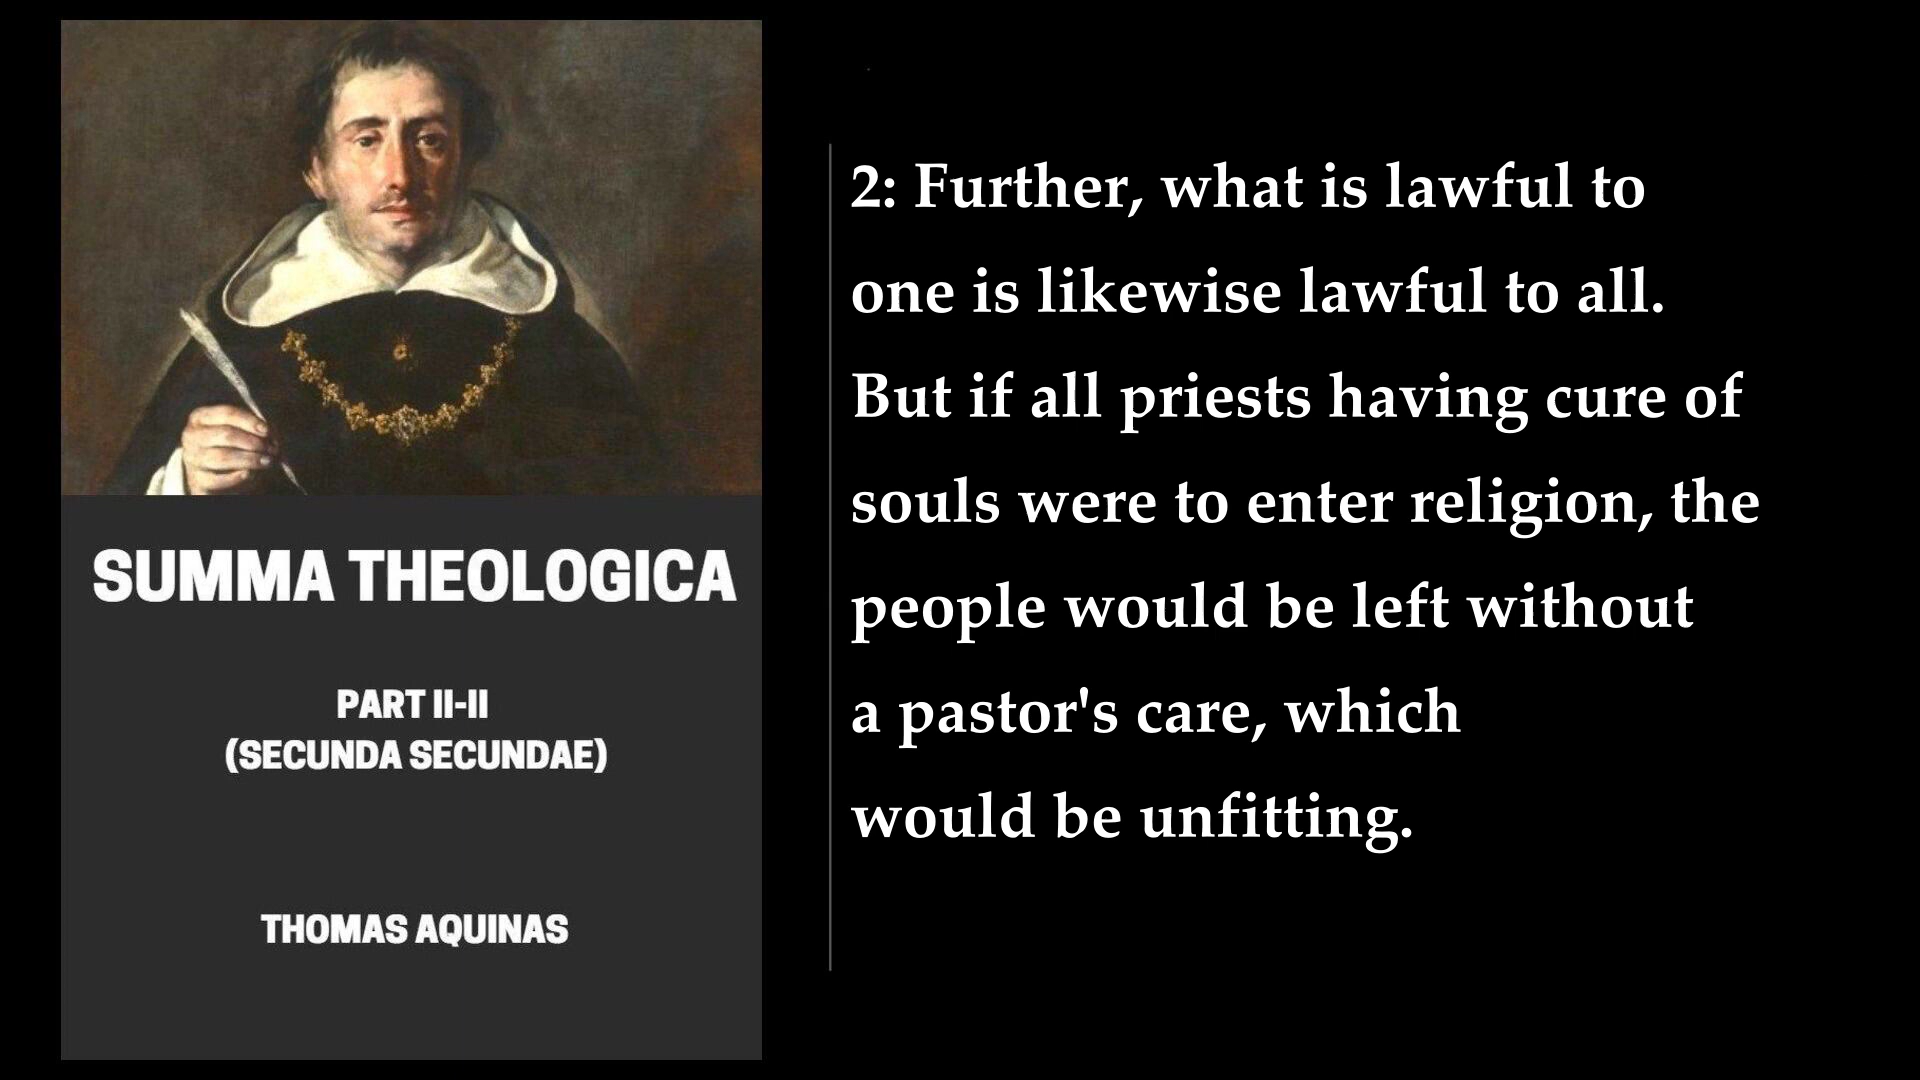 SUMMA THEOLOGICA
PART II-II
(SECUNDA SECUNDAE)
THOMAS AQUINAS
2: Further, what is lawful to
one is likewise lawful to all.
But if all priests having cure of
souls were to enter religion, the
people would be left without
a pastor's care, which
would be unfitting.